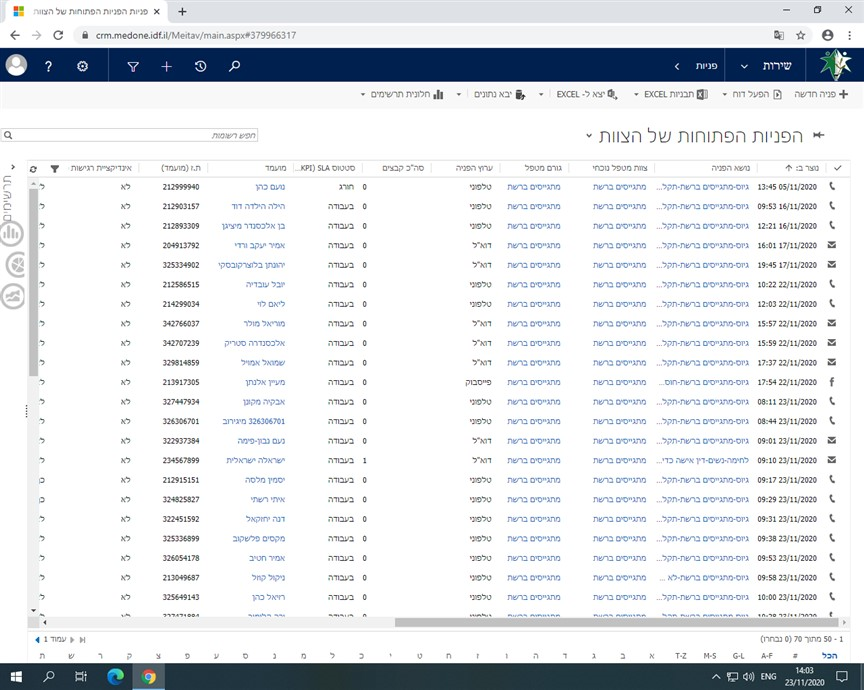 פניות הפניות הפתוחות של הצוות
crm.medone.idf.il/Meitav/main.aspx#379966317
שירות
פניות
פניה חדשה
הפעל דוח
תבניות EXCEL
יצא ל- EXCEL
יבא נתונים
חלונית תרשימים
הפניות הפתוחות של הצוות
חפש רשומות
תרשימים
נוצר ב: נושא הפניה צוות מטפל נוכחי גורם מטפל ערוץ הפניה סה"כ קבצים סטטוס SLA (KPI... מועמד ת.ז (מועמד) אינדיקציית רגישות
05/11/2020 13:45 גיוס-מתגייסים ברשת-תקל... מתגייסים ברשת מתגייסים ברשת טלפוני 0 חורג נועם כהן 212999940 לא
16/11/2020 09:53 גיוס-מתגייסים ברשת-תקל... מתגייסים ברשת מתגייסים ברשת טלפוני 0 בעבודה הילה הילדה דוד 212903157 לא
16/11/2020 12:21 גיוס-מתגייסים ברשת-תקל... מתגייסים ברשת מתגייסים ברשת טלפוני 0 בעבודה בן אלכסנדר מיציגן 212893309 לא
17/11/2020 16:01 גיוס-מתגייסים ברשת-תקל... מתגייסים ברשת מתגייסים ברשת דוא"ל 0 בעבודה אמיר יעקב ורדי 204913792 לא
17/11/2020 19:45 גיוס-מתגייסים ברשת-תקל... מתגייסים ברשת מתגייסים ברשת דוא"ל 0 בעבודה יהונתן בלוצרקובסקי 325334902 לא
22/11/2020 10:22 גיוס-מתגייסים ברשת-תקל... מתגייסים ברשת מתגייסים ברשת טלפוני 0 בעבודה יובל עובדיה 212586515 לא
22/11/2020 12:03 גיוס-מתגייסים ברשת-תקל... מתגייסים ברשת מתגייסים ברשת טלפוני 0 בעבודה ליאם לוי 214299034 לא
22/11/2020 15:57 גיוס-מתגייסים ברשת-תקל... מתגייסים ברשת מתגייסים ברשת דוא"ל 0 בעבודה מוריאל מולר 342766037 לא
22/11/2020 15:59 גיוס-מתגייסים ברשת-תקל... מתגייסים ברשת מתגייסים ברשת דוא"ל 0 בעבודה אלכסנדרה סטריק 342707239 לא
22/11/2020 17:37 גיוס-מתגייסים ברשת-תקל... מתגייסים ברשת מתגייסים ברשת דוא"ל 0 בעבודה שמואל אמויל 329814859 לא
22/11/2020 17:54 גיוס-מתגייסים ברשת-חוס... מתגייסים ברשת מתגייסים ברשת פייסבוק 0 בעבודה מעיין אלנתן 213917305 לא
23/11/2020 08:11 גיוס-מתגייסים ברשת-תקל... מתגייסים ברשת מתגייסים ברשת טלפוני 0 בעבודה אבקיה מקונן 327447934 לא
23/11/2020 08:44 גיוס-מתגייסים ברשת-תקל... מתגייסים ברשת מתגייסים ברשת טלפוני 0 בעבודה 326306701 מיגירוב 326306701 לא
23/11/2020 09:01 גיוס-מתגייסים ברשת-תקל... מתגייסים ברשת מתגייסים ברשת דוא"ל 0 בעבודה נעם נבון-פימה 322937384 לא
23/11/2020 09:10 לחימה-נשים-דין אישה כדי... מתגייסים ברשת מתגייסים ברשת דוא"ל 1 בעבודה ישראלה ישראלית 234567899 לא
23/11/2020 09:17 גיוס-מתגייסים ברשת-תקל... מתגייסים ברשת מתגייסים ברשת טלפוני 0 בעבודה יסמין מלסה 212915151 כן
23/11/2020 09:29 גיוס-מתגייסים ברשת-תקל... מתגייסים ברשת מתגייסים ברשת טלפוני 0 בעבודה איתי רשתי 324825827 לא
23/11/2020 09:31 גיוס-מתגייסים ברשת-תקל... מתגייסים ברשת מתגייסים ברשת טלפוני 0 בעבודה דנה יחזקאל 322451592 לא
23/11/2020 09:38 גיוס-מתגייסים ברשת-תקל... מתגייסים ברשת מתגייסים ברשת טלפוני 0 בעבודה מקסים פלשקוב 325336899 לא
23/11/2020 09:53 גיוס-מתגייסים ברשת-תקל... מתגייסים ברשת מתגייסים ברשת טלפוני 0 בעבודה אמיר חטיב 326054178 לא
23/11/2020 09:58 גיוס-מתגייסים ברשת-לא ... מתגייסים ברשת מתגייסים ברשת טלפוני 0 בעבודה ניקול קוזל 213049687 לא
23/11/2020 10:00 גיוס-מתגייסים ברשת-תקל... מתגייסים ברשת מתגייסים ברשת טלפוני 0 בעבודה רזיאל כהן 325649143 לא
1 - 50 מתוך 70 (0 נבחרו)
עמוד 1
הכל # A-F G-L M-S T-Z א ב ג ד ה ו ז ח ט י כ ל מ נ ס ע פ צ ק ר ש ת
ENG
14:03
23/11/2020